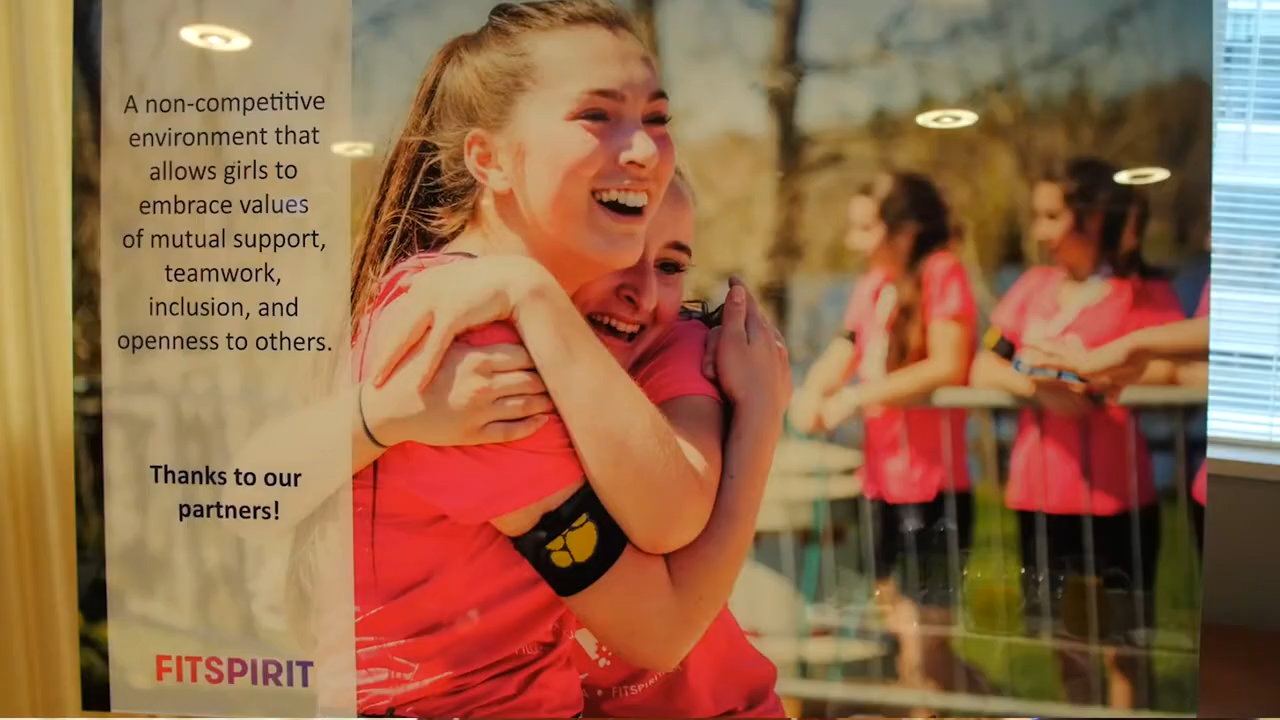 A non-competitive
environment that
allows girls to
embrace values
of mutual support,
teamwork,
inclusion, and
openness to others.
Thanks to our
partners!
FITSPIRIT
FITSPIRIT